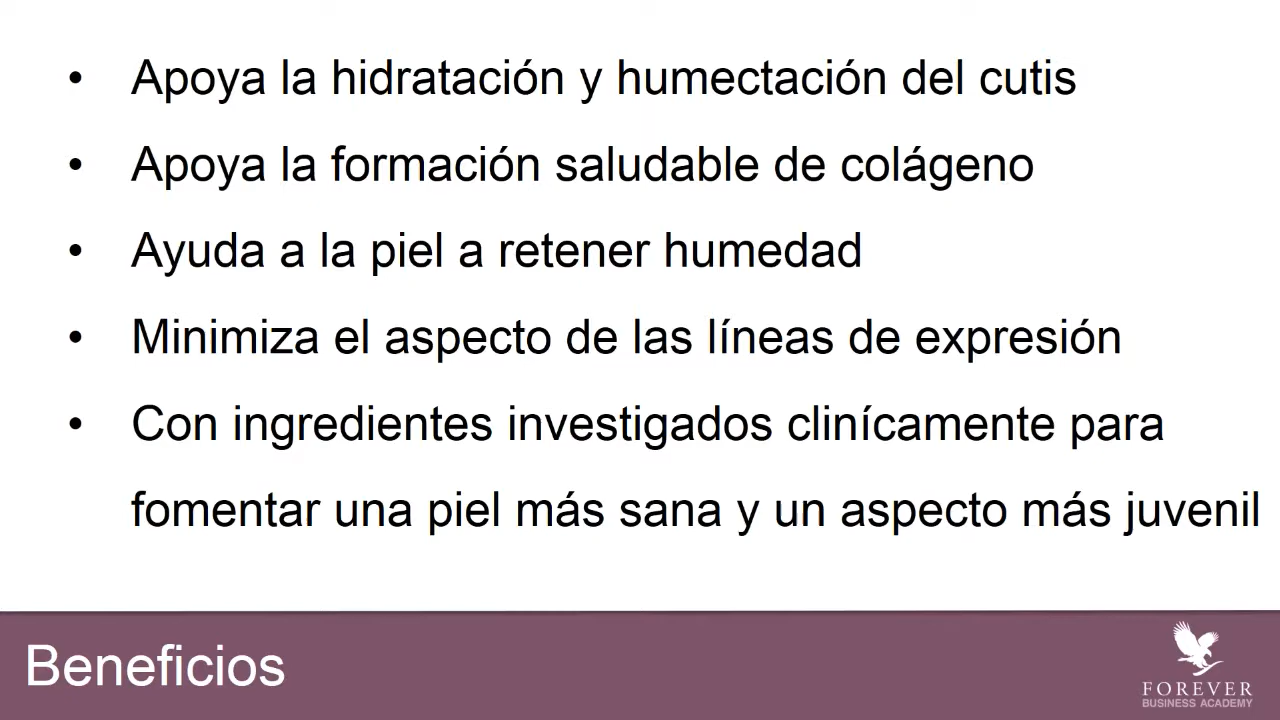 • Apoya la hidratación y humectación del cutis
• Apoya la formación saludable de colágeno
• Ayuda a la piel a retener humedad
• Minimiza el aspecto de las líneas de expresión
• Con ingredientes investigados clinícamente para
fomentar una piel más sana y un aspecto más juvenil
Beneficios
FOREVER
BUSINESS ACADEMY